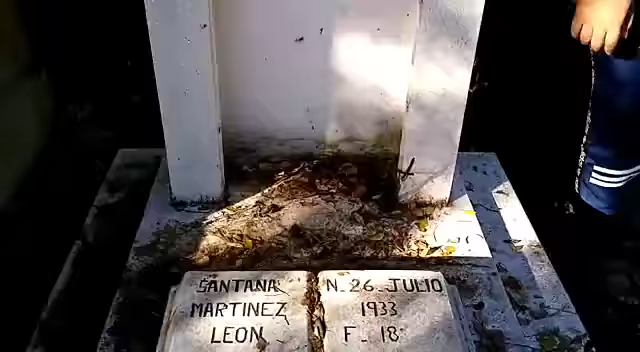 SANTANA
MARTINEZ
LEON
N. 26. JULIO
1933
F. 18